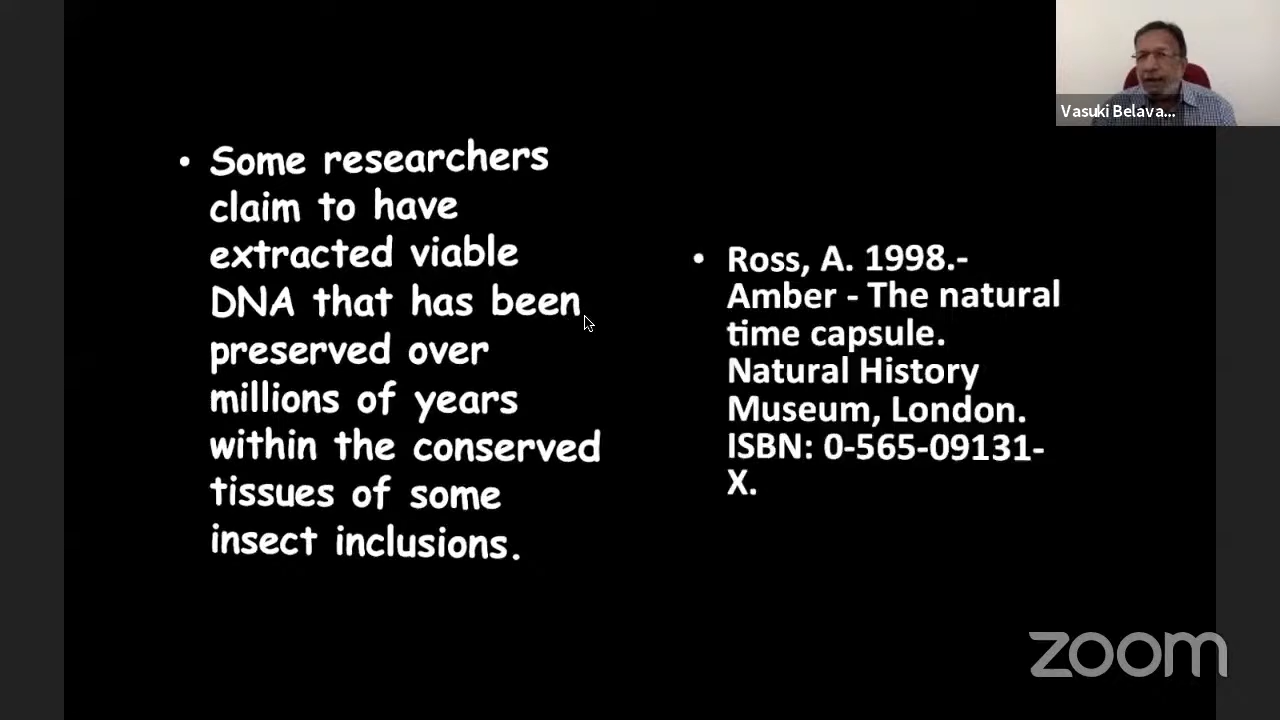 Vasuki Belava...
• Some researchers
claim to have
extracted viable
DNA that has been
preserved over
millions of years
within the conserved
tissues of some
insect inclusions.
• Ross, A. 1998.-
Amber - The natural
time capsule.
Natural History
Museum, London.
ISBN: 0-565-09131-
X.
zoom